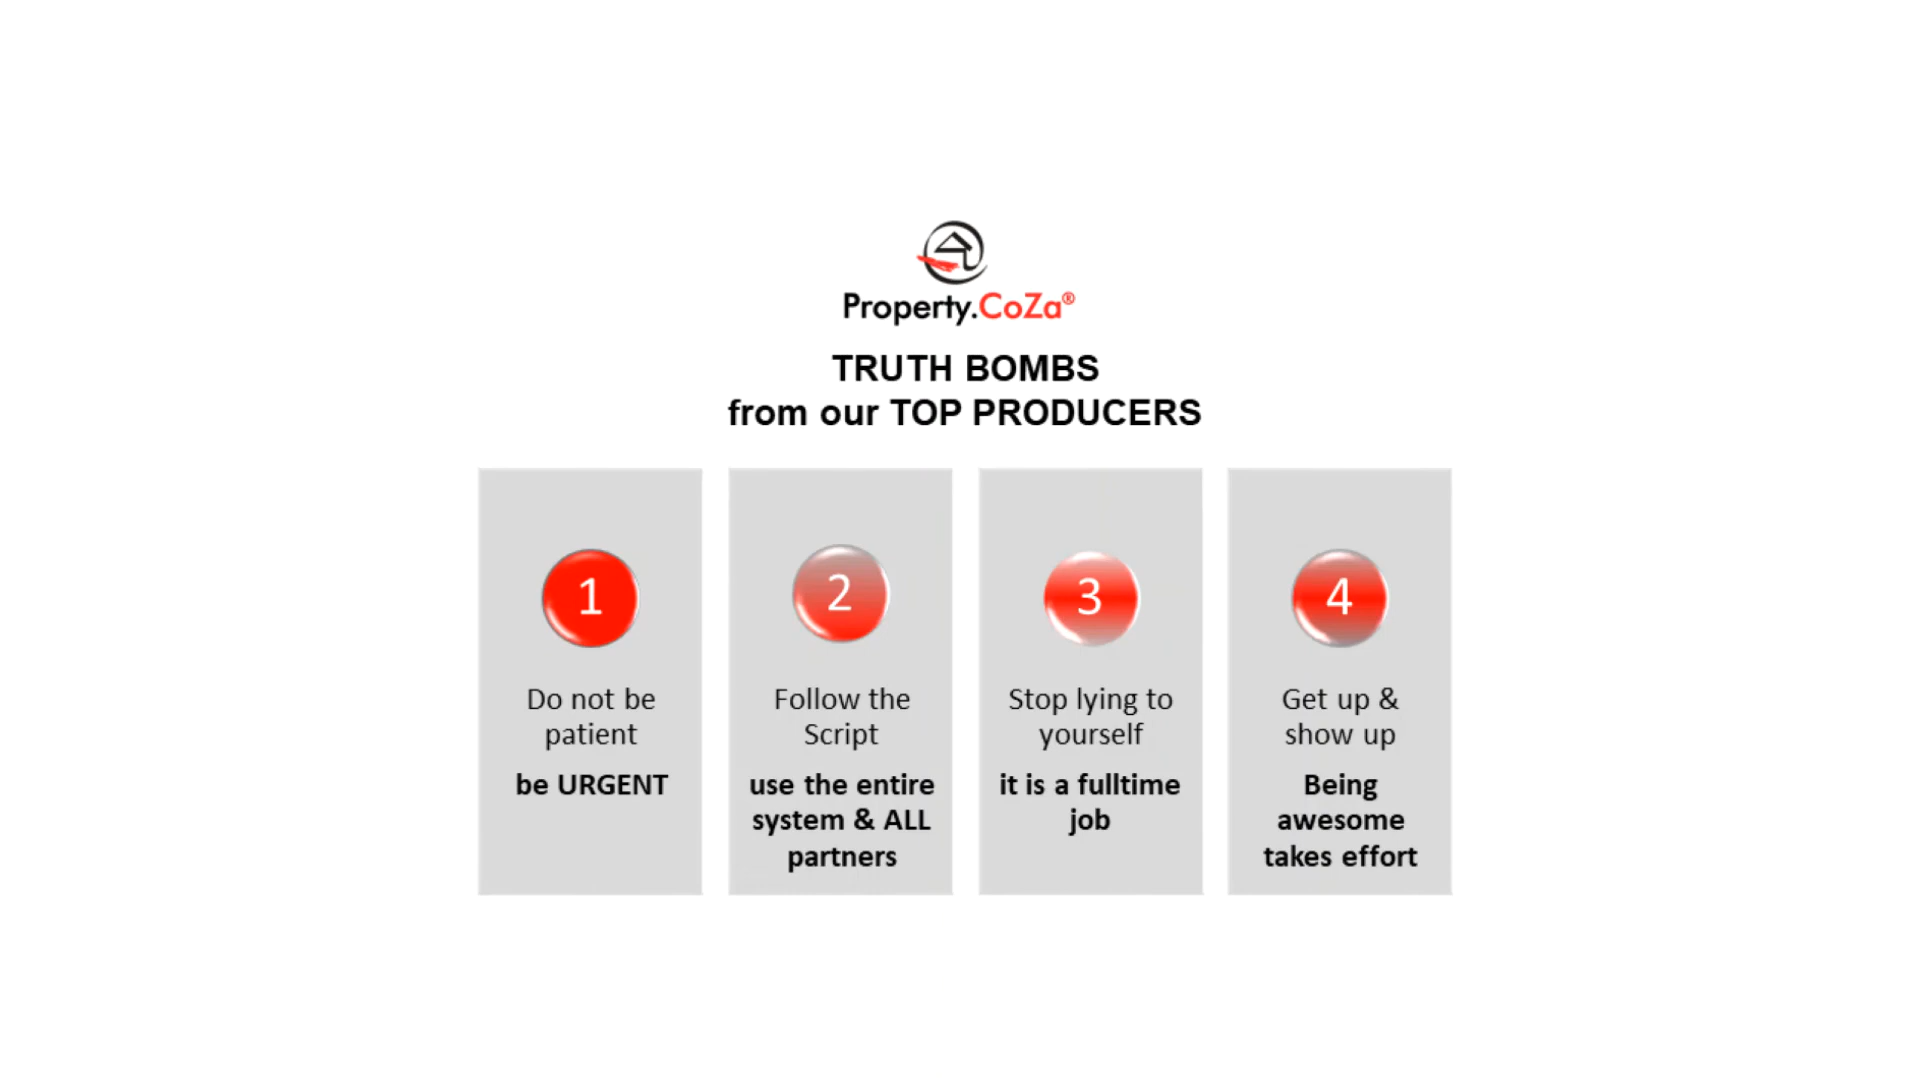 Property.CoZa®
TRUTH BOMBS
from our TOP PRODUCERS
1
Do not be
patient
be URGENT
2
Follow the
Script
use the entire
system & ALL
partners
3
Stop lying to
yourself
it is a fulltime
job
4
Get up &
show up
Being
awesome
takes effort